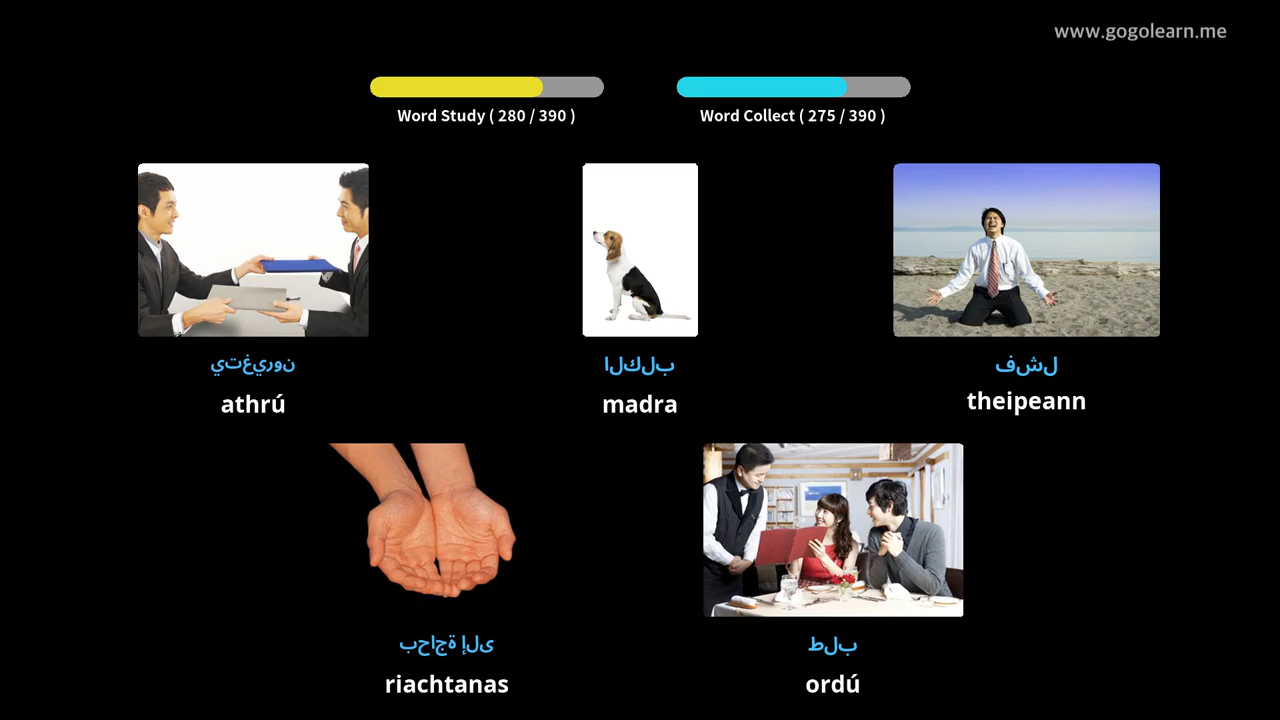 www.gogolearn.me
Word Study ( 280 / 390 )
Word Collect ( 275 / 390 )
يتغيرون
athrú
الكلب
madra
فشل
theipeann
بحاجة إلى
riachtanas
طلب
ordú